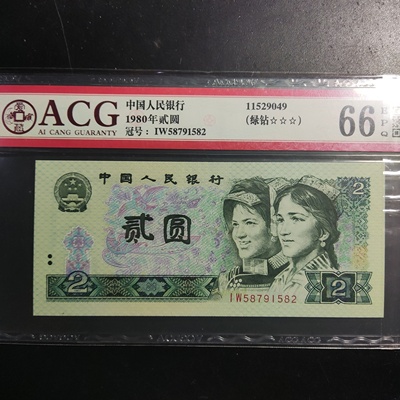 ACG
AI CANG GUARANTY
中国人民银行
1980年贰圆
冠号：IW58791582
11529049
(绿钻☆☆☆)
66
EPQ
中国人民银行
2
贰圆
2
2
IW58791582